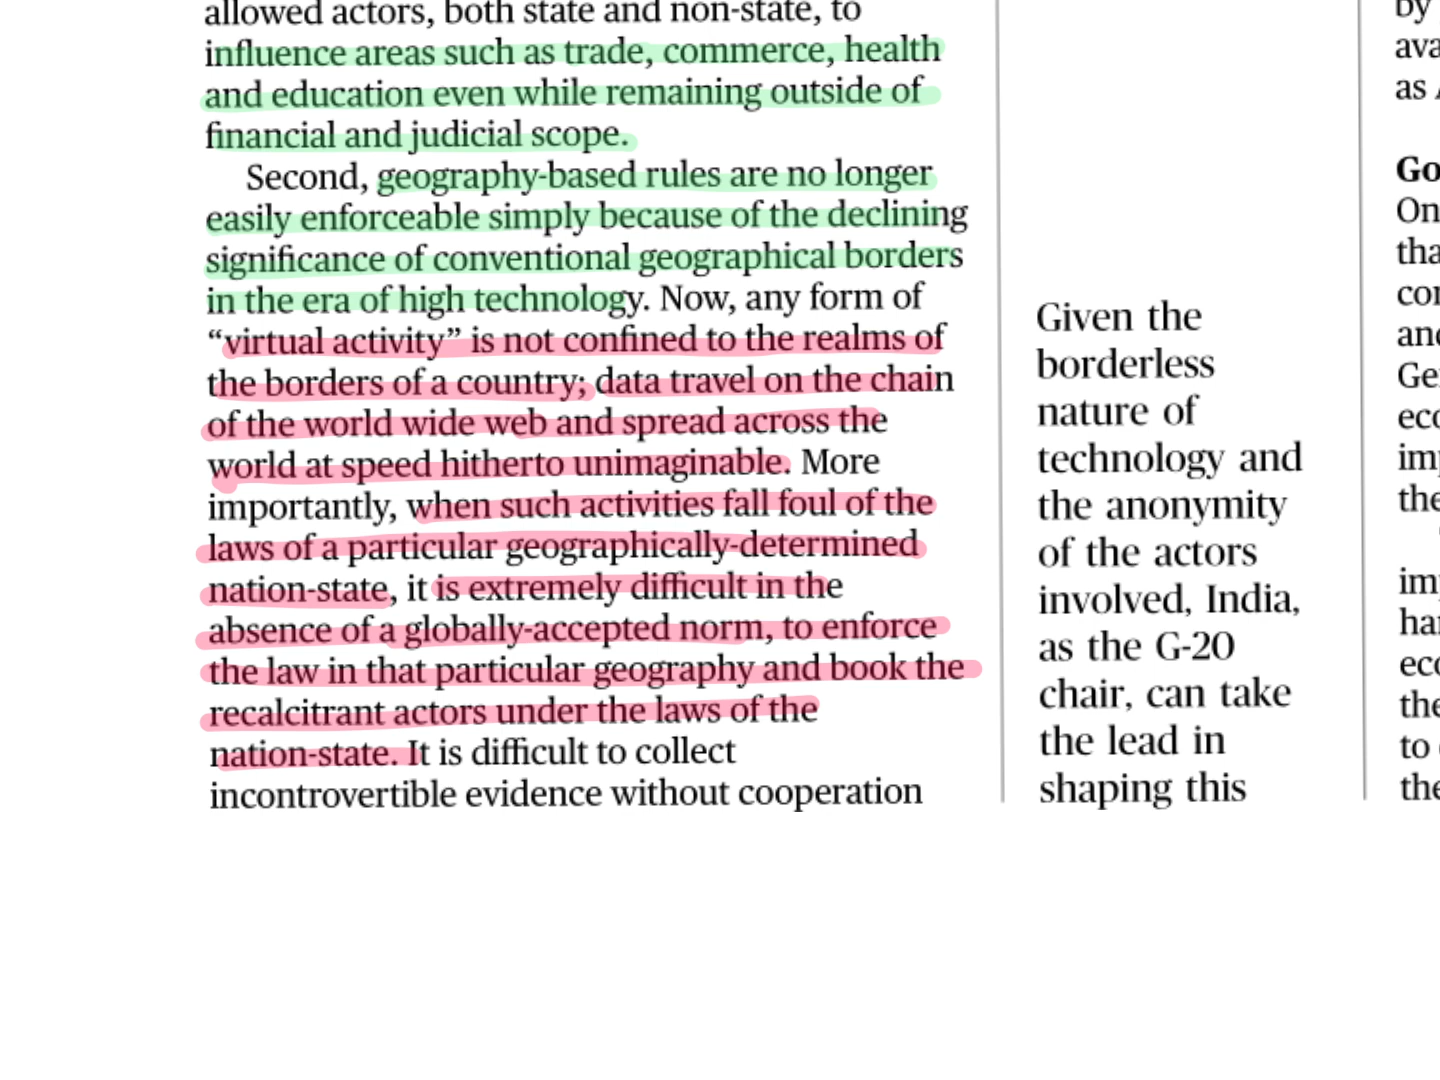 allowed actors, both state and non-state, to
influence areas such as trade, commerce, health
and education even while remaining outside of
financial and judicial scope.
Second, geography-based rules are no longer
easily enforceable simply because of the declining
significance of conventional geographical borders
in the era of high technology. Now, any form of
“virtual activity” is not confined to the realms of
the borders of a country; data travel on the chain
of the world wide web and spread across the
world at speed hitherto unimaginable. More
importantly, when such activities fall foul of the
laws of a particular geographically-determined
nation-state, it is extremely difficult in the
absence of a globally-accepted norm, to enforce
the law in that particular geography and book the
recalcitrant actors under the laws of the
nation-state. It is difficult to collect
incontrovertible evidence without cooperation
Given the
borderless
nature of
technology and
the anonymity
of the actors
involved, India,
as the G-20
chair, can take
the lead in
shaping this
by
as
On
to